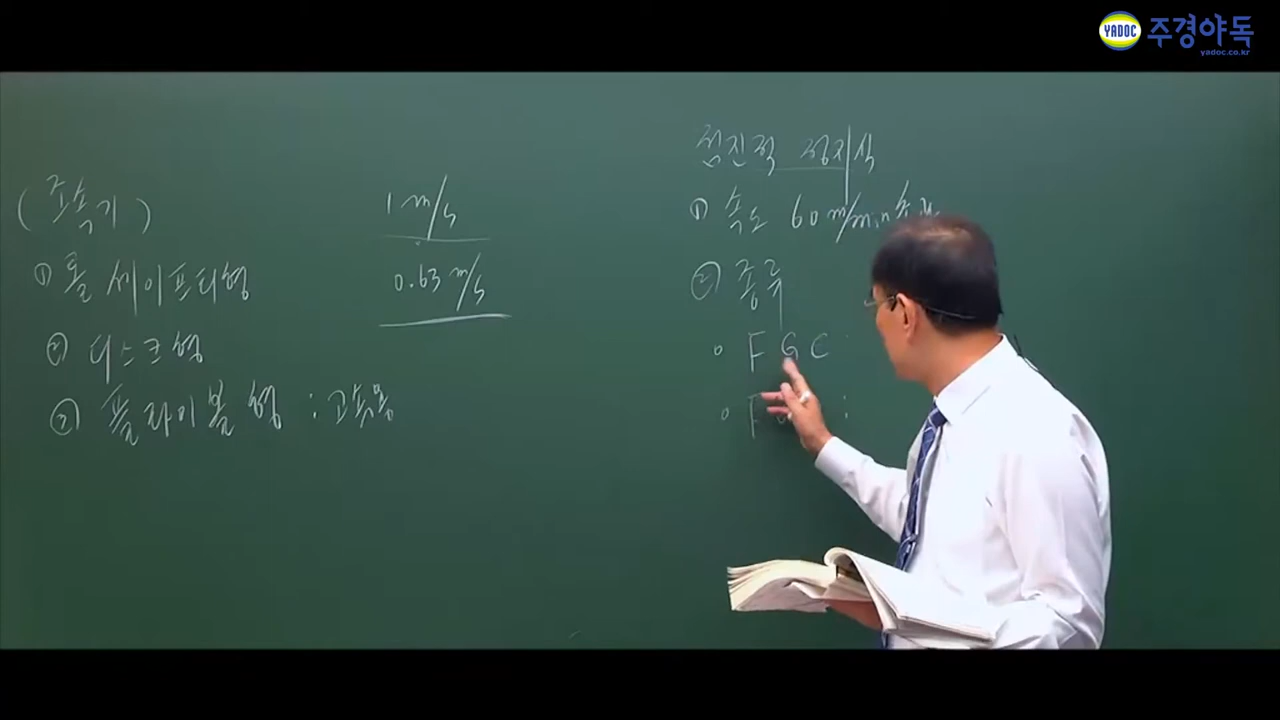 YADOC 주경야독
yadoc.co.kr
(조속기)
① 롤 세이프티형
② 디스크형
③ 플라이볼형 : 고속용
1 m/s
0.63 m/s
점진적 정지식
① 속도 60 m/min
② 종류
o F G C
o F :